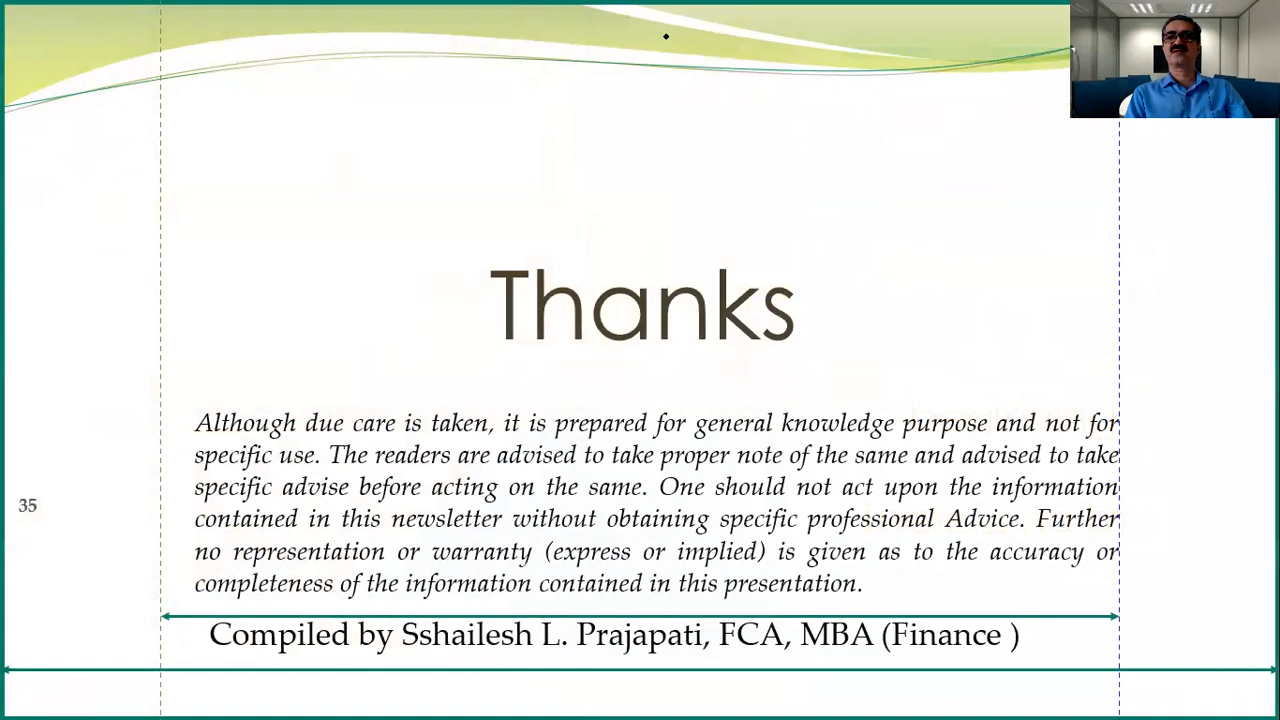 Thanks
Although due care is taken, it is prepared for general knowledge purpose and not for
specific use. The readers are advised to take proper note of the same and advised to take
specific advise before acting on the same. One should not act upon the information
contained in this newsletter without obtaining specific professional Advice. Further
no representation or warranty (express or implied) is given as to the accuracy or
completeness of the information contained in this presentation.
35
Compiled by Sshailesh L. Prajapati, FCA, MBA (Finance )